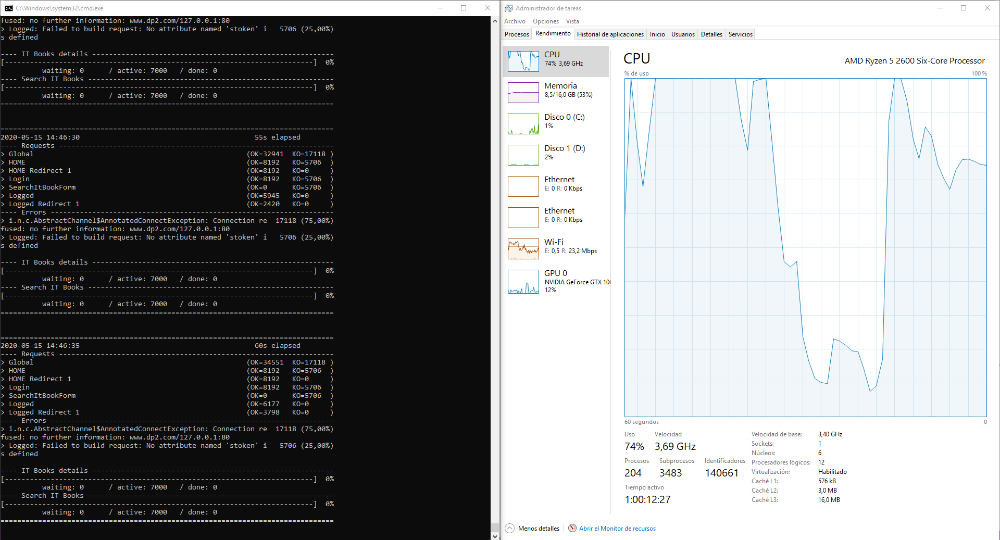 C:\Windows\system32\cmd.exe
fused: no further information: www.dp2.com/127.0.0.1:80
> Logged: Failed to build request: No attribute named 'stoken' i   5706 (25,00%)
s defined
---- IT Books details ----------------------------------------------------------
[--------------------------------------------------------------------------]  0%
          waiting: 0      / active: 7000   / done: 0
---- Search IT Books -----------------------------------------------------------
[--------------------------------------------------------------------------]  0%
          waiting: 0      / active: 7000   / done: 0
================================================================================
================================================================================
2020-05-15 14:46:30                                          55s elapsed
---- Requests ------------------------------------------------------------------
> Global                                                   (OK=32941  KO=17118 )
> HOME                                                     (OK=8192   KO=5706  )
> HOME Redirect 1                                          (OK=8192   KO=0     )
> Login                                                    (OK=8192   KO=5706  )
> SearchItBookForm                                         (OK=0      KO=5706  )
> Logged                                                   (OK=5945   KO=0     )
> Logged Redirect 1                                        (OK=2420   KO=0     )
---- Errors --------------------------------------------------------------------
> i.n.c.AbstractChannel$AnnotatedConnectException: Connection re  17118 (75,00%)
fused: no further information: www.dp2.com/127.0.0.1:80
> Logged: Failed to build request: No attribute named 'stoken' i   5706 (25,00%)
s defined
---- IT Books details ----------------------------------------------------------
[--------------------------------------------------------------------------]  0%
          waiting: 0      / active: 7000   / done: 0
---- Search IT Books -----------------------------------------------------------
[--------------------------------------------------------------------------]  0%
          waiting: 0      / active: 7000   / done: 0
================================================================================
================================================================================
2020-05-15 14:46:35                                          60s elapsed
---- Requests ------------------------------------------------------------------
> Global                                                   (OK=34551  KO=17118 )
> HOME                                                     (OK=8192   KO=5706  )
> HOME Redirect 1                                          (OK=8192   KO=0     )
> Login                                                    (OK=8192   KO=5706  )
> SearchItBookForm                                         (OK=0      KO=5706  )
> Logged                                                   (OK=6177   KO=0     )
> Logged Redirect 1                                        (OK=3798   KO=0     )
---- Errors --------------------------------------------------------------------
> i.n.c.AbstractChannel$AnnotatedConnectException: Connection re  17118 (75,00%)
fused: no further information: www.dp2.com/127.0.0.1:80
> Logged: Failed to build request: No attribute named 'stoken' i   5706 (25,00%)
s defined
---- IT Books details ----------------------------------------------------------
[--------------------------------------------------------------------------]  0%
          waiting: 0      / active: 7000   / done: 0
---- Search IT Books -----------------------------------------------------------
[--------------------------------------------------------------------------]  0%
          waiting: 0      / active: 7000   / done: 0
================================================================================
Administrador de tareas
Archivo Opciones Vista
Procesos Rendimiento Historial de aplicaciones Inicio Usuarios Detalles Servicios
CPU
74% 3,69 GHz
Memoria
8,5/16,0 GB (53%)
Disco 0 (C:)
1%
Disco 1 (D:)
2%
Ethernet
E: 0 R: 0 Kbps
Ethernet
E: 0 R: 0 Kbps
Wi-Fi
E: 0,5 R: 23,2 Mbps
GPU 0
NVIDIA GeForce GTX 10
12%
CPU AMD Ryzen 5 2600 Six-Core Processor
% de uso 100 %
60 segundos 0
Uso Velocidad
74% 3,69 GHz
Procesos Subprocesos Identificadores
204 3483 140661
Tiempo activo
1:00:12:27
Velocidad de base: 3,40 GHz
Sockets: 1
Núcleos: 6
Procesadores lógicos: 12
Virtualización: Habilitado
Caché L1: 576 kB
Caché L2: 3,0 MB
Caché L3: 16,0 MB
Menos detalles Abrir el Monitor de recursos